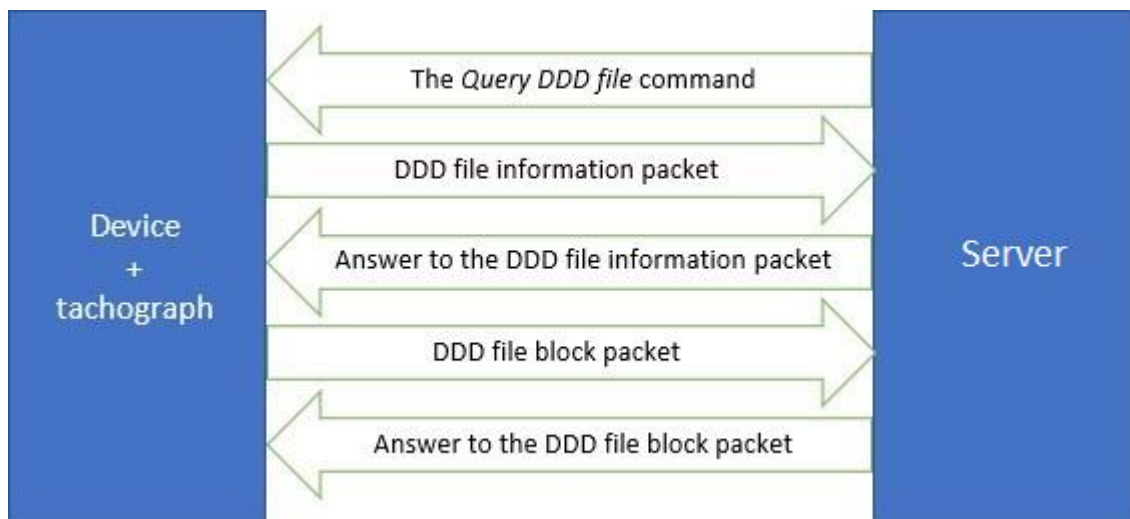 The Query DDD file command
DDD file information packet
Device
+
tachograph
Answer to the DDD file information packet
Server
DDD file block packet
Answer to the DDD file block packet